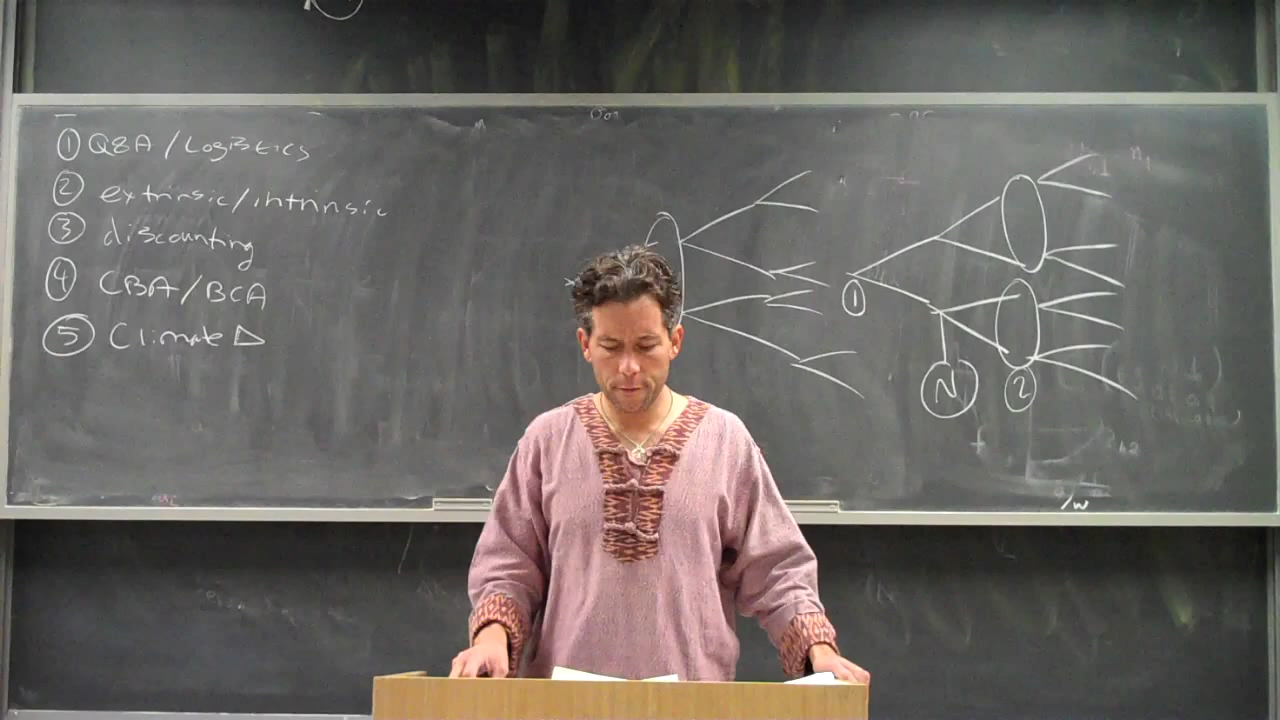 ① Q&A / Logistics
② extrinsic/intrinsic
③ discounting
④ CBA/BCA
⑤ Climate Δ
①
N
②
/w